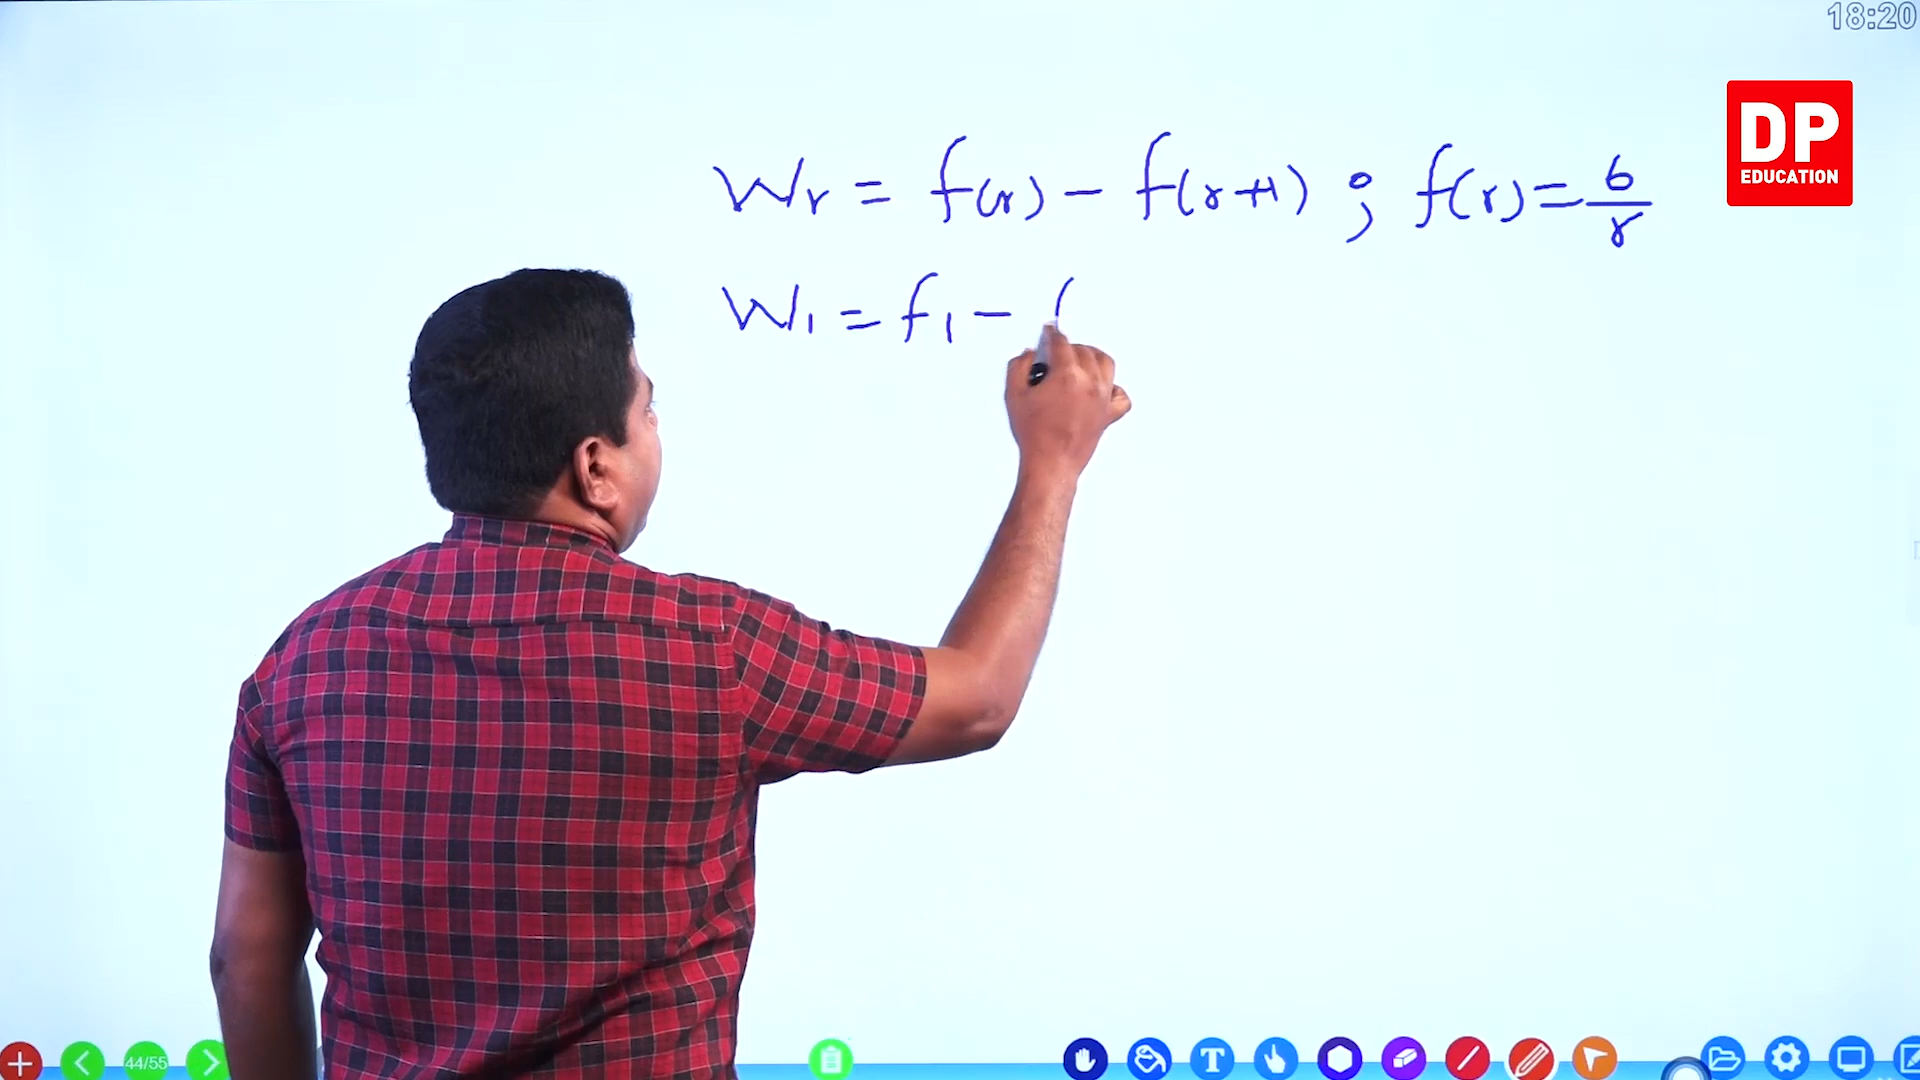 18:20
DP
EDUCATION
Wr = f(r) - f(r+1) ; f(r) = 6/r
W1 = f1 - f
44/55
T